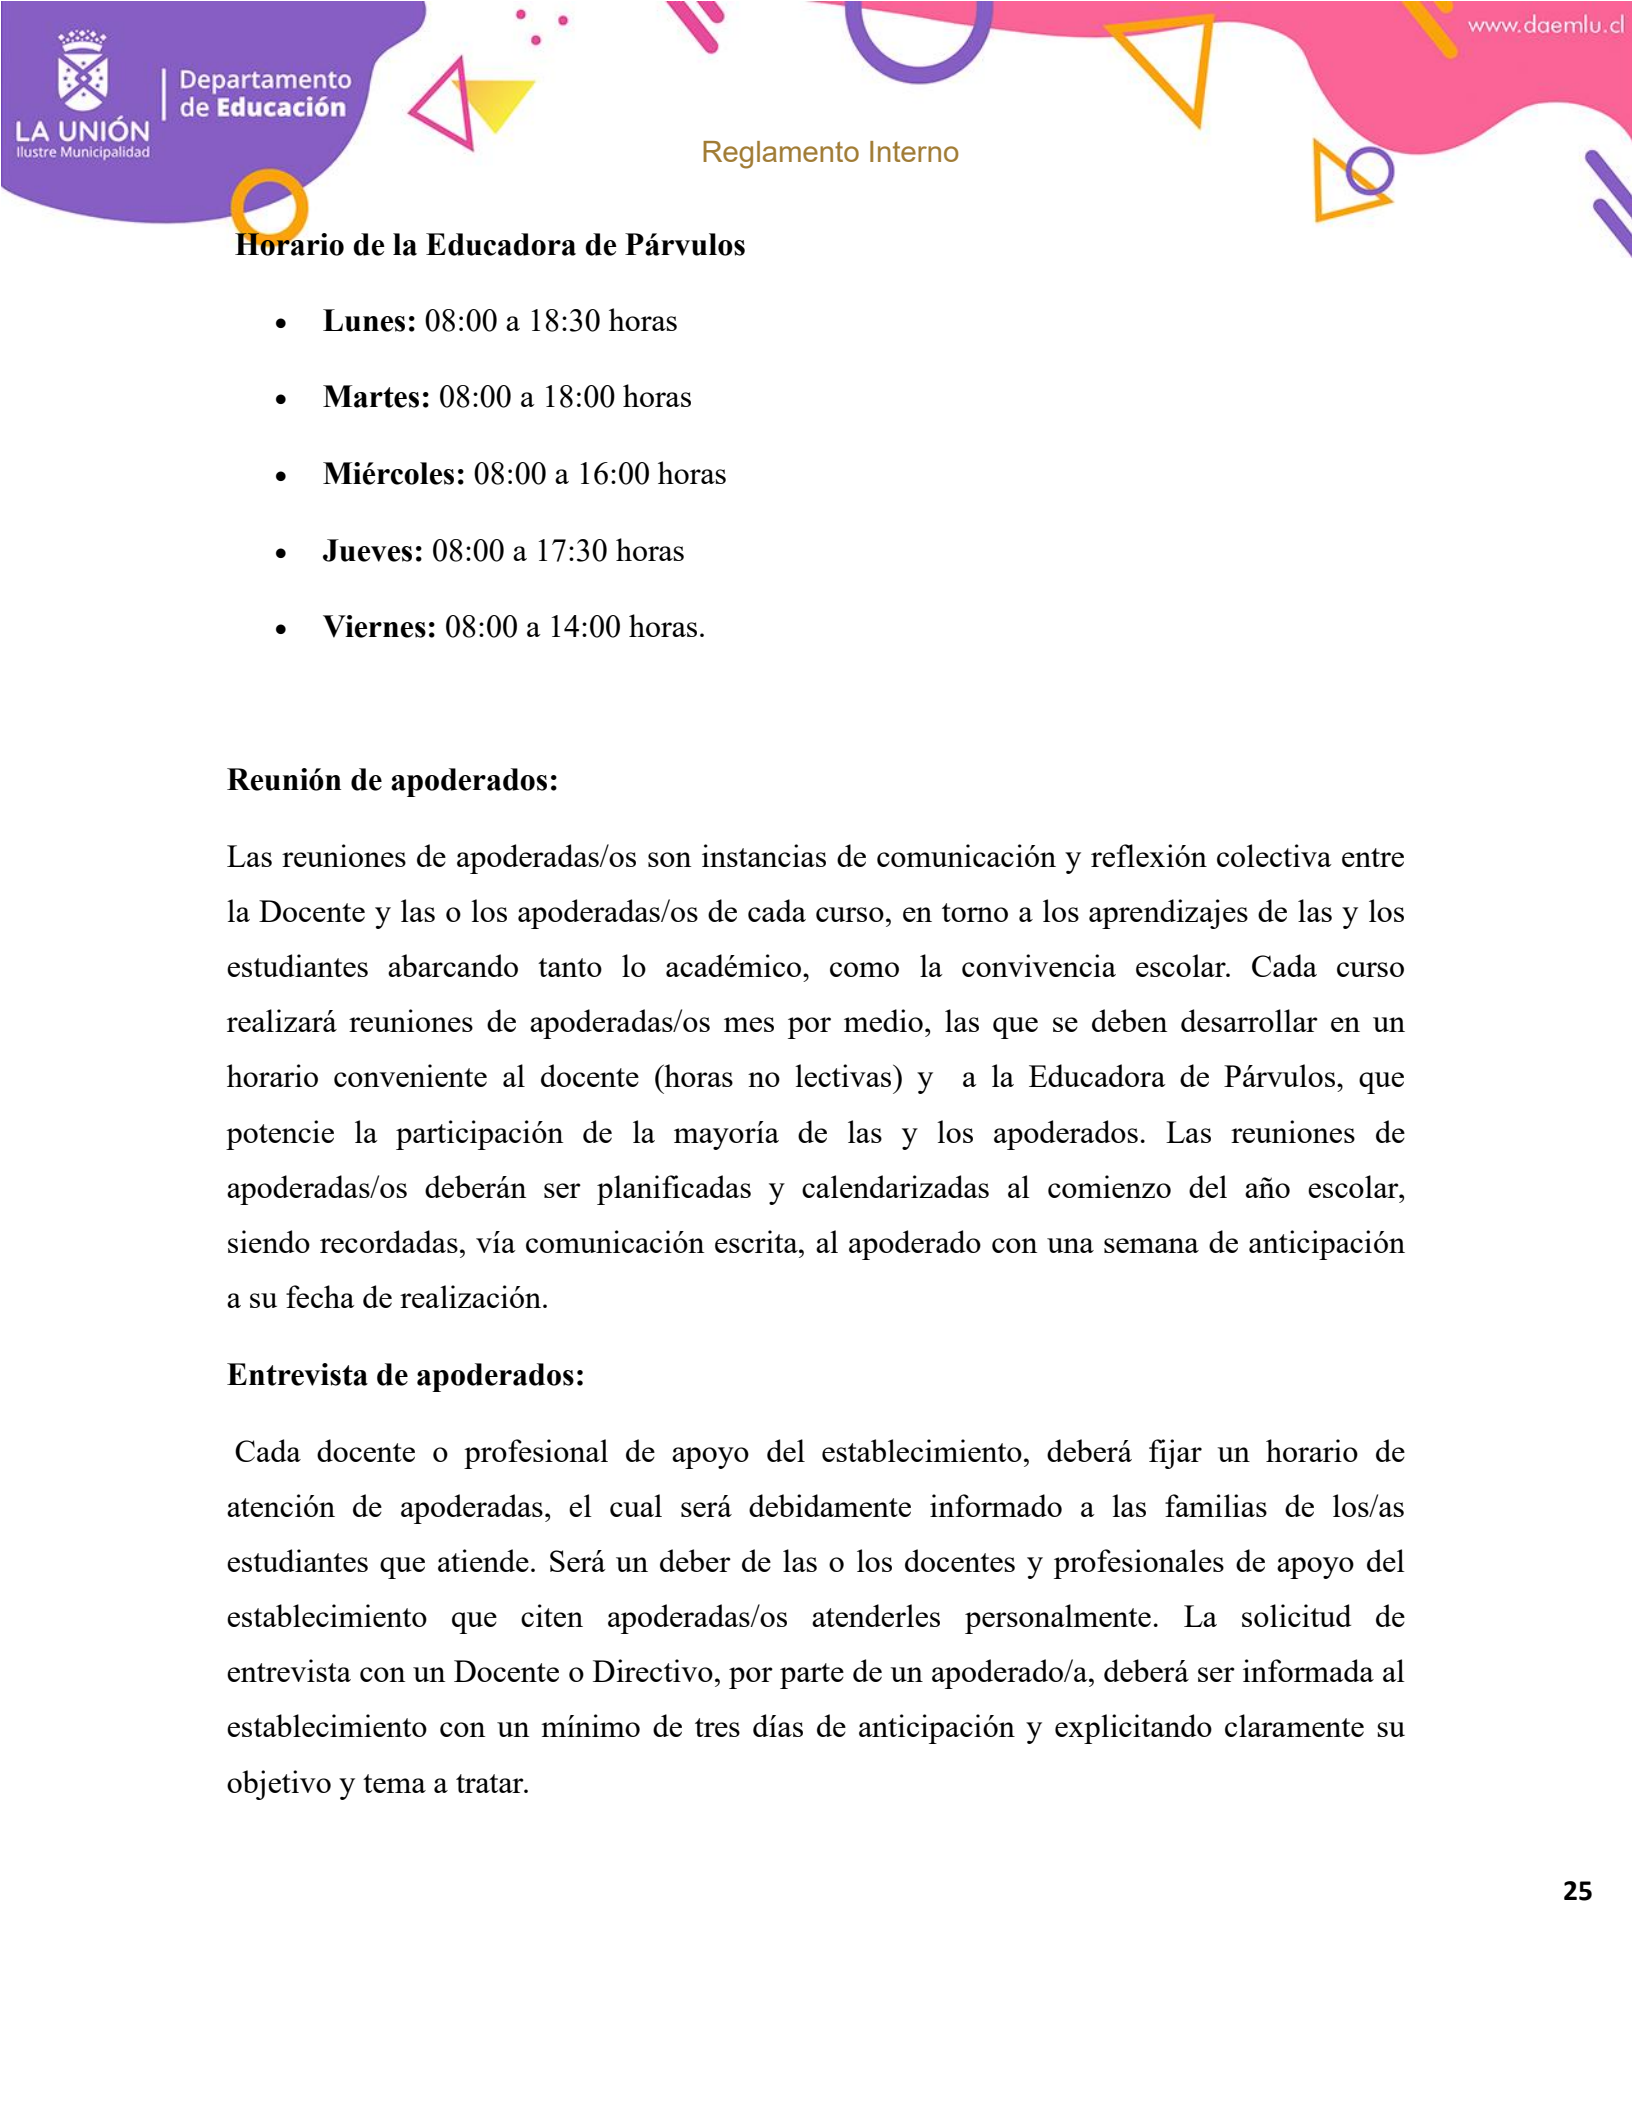 www.daemlu.cl
Departamento
de Educación
LA UNIÓN
Ilustre Municipalidad
Reglamento Interno
Horario de la Educadora de Párvulos
• Lunes: 08:00 a 18:30 horas
• Martes: 08:00 a 18:00 horas
• Miércoles: 08:00 a 16:00 horas
• Jueves: 08:00 a 17:30 horas
• Viernes: 08:00 a 14:00 horas.
Reunión de apoderados:
Las reuniones de apoderadas/os son instancias de comunicación y reflexión colectiva entre
la Docente y las o los apoderadas/os de cada curso, en torno a los aprendizajes de las y los
estudiantes abarcando tanto lo académico, como la convivencia escolar. Cada curso
realizará reuniones de apoderadas/os mes por medio, las que se deben desarrollar en un
horario conveniente al docente (horas no lectivas) y a la Educadora de Párvulos, que
potencie la participación de la mayoría de las y los apoderados. Las reuniones de
apoderadas/os deberán ser planificadas y calendarizadas al comienzo del año escolar,
siendo recordadas, vía comunicación escrita, al apoderado con una semana de anticipación
a su fecha de realización.
Entrevista de apoderados:
Cada docente o profesional de apoyo del establecimiento, deberá fijar un horario de
atención de apoderadas, el cual será debidamente informado a las familias de los/as
estudiantes que atiende. Será un deber de las o los docentes y profesionales de apoyo del
establecimiento que citen apoderadas/os atenderles personalmente. La solicitud de
entrevista con un Docente o Directivo, por parte de un apoderado/a, deberá ser informada al
establecimiento con un mínimo de tres días de anticipación y explicitando claramente su
objetivo y tema a tratar.
25